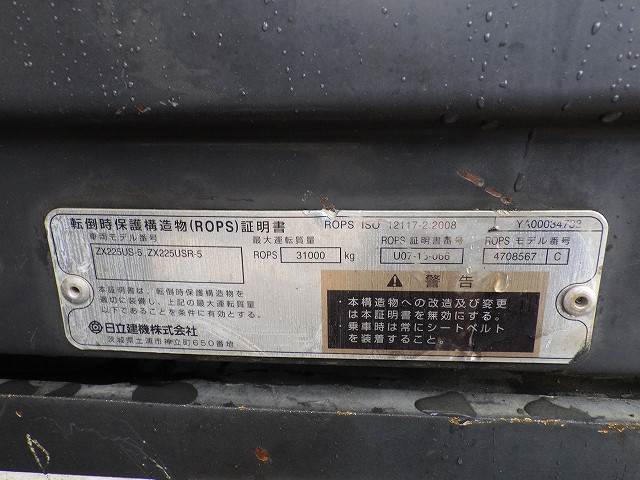 転倒時保護構造物(ROPS)証明書 ROPS ISO 12117-2:2008
車両モデル番号 最大運転質量 ROPS 証明書番号 ROPS モデル番号
ZX225US-5, ZX225USR-5 ROPS 31000 kg U07-15-066 4708567 C
本証明書は、転倒時保護構造物を
適切に装備し、上記の最大運転質量
以下であることを条件に有効とする。
日立建機株式会社
茨城県土浦市神立町650番地
警告
・本構造物への改造及び変更
は本証明書を無効にする。
・乗車時は常にシートベルト
を装着すること。